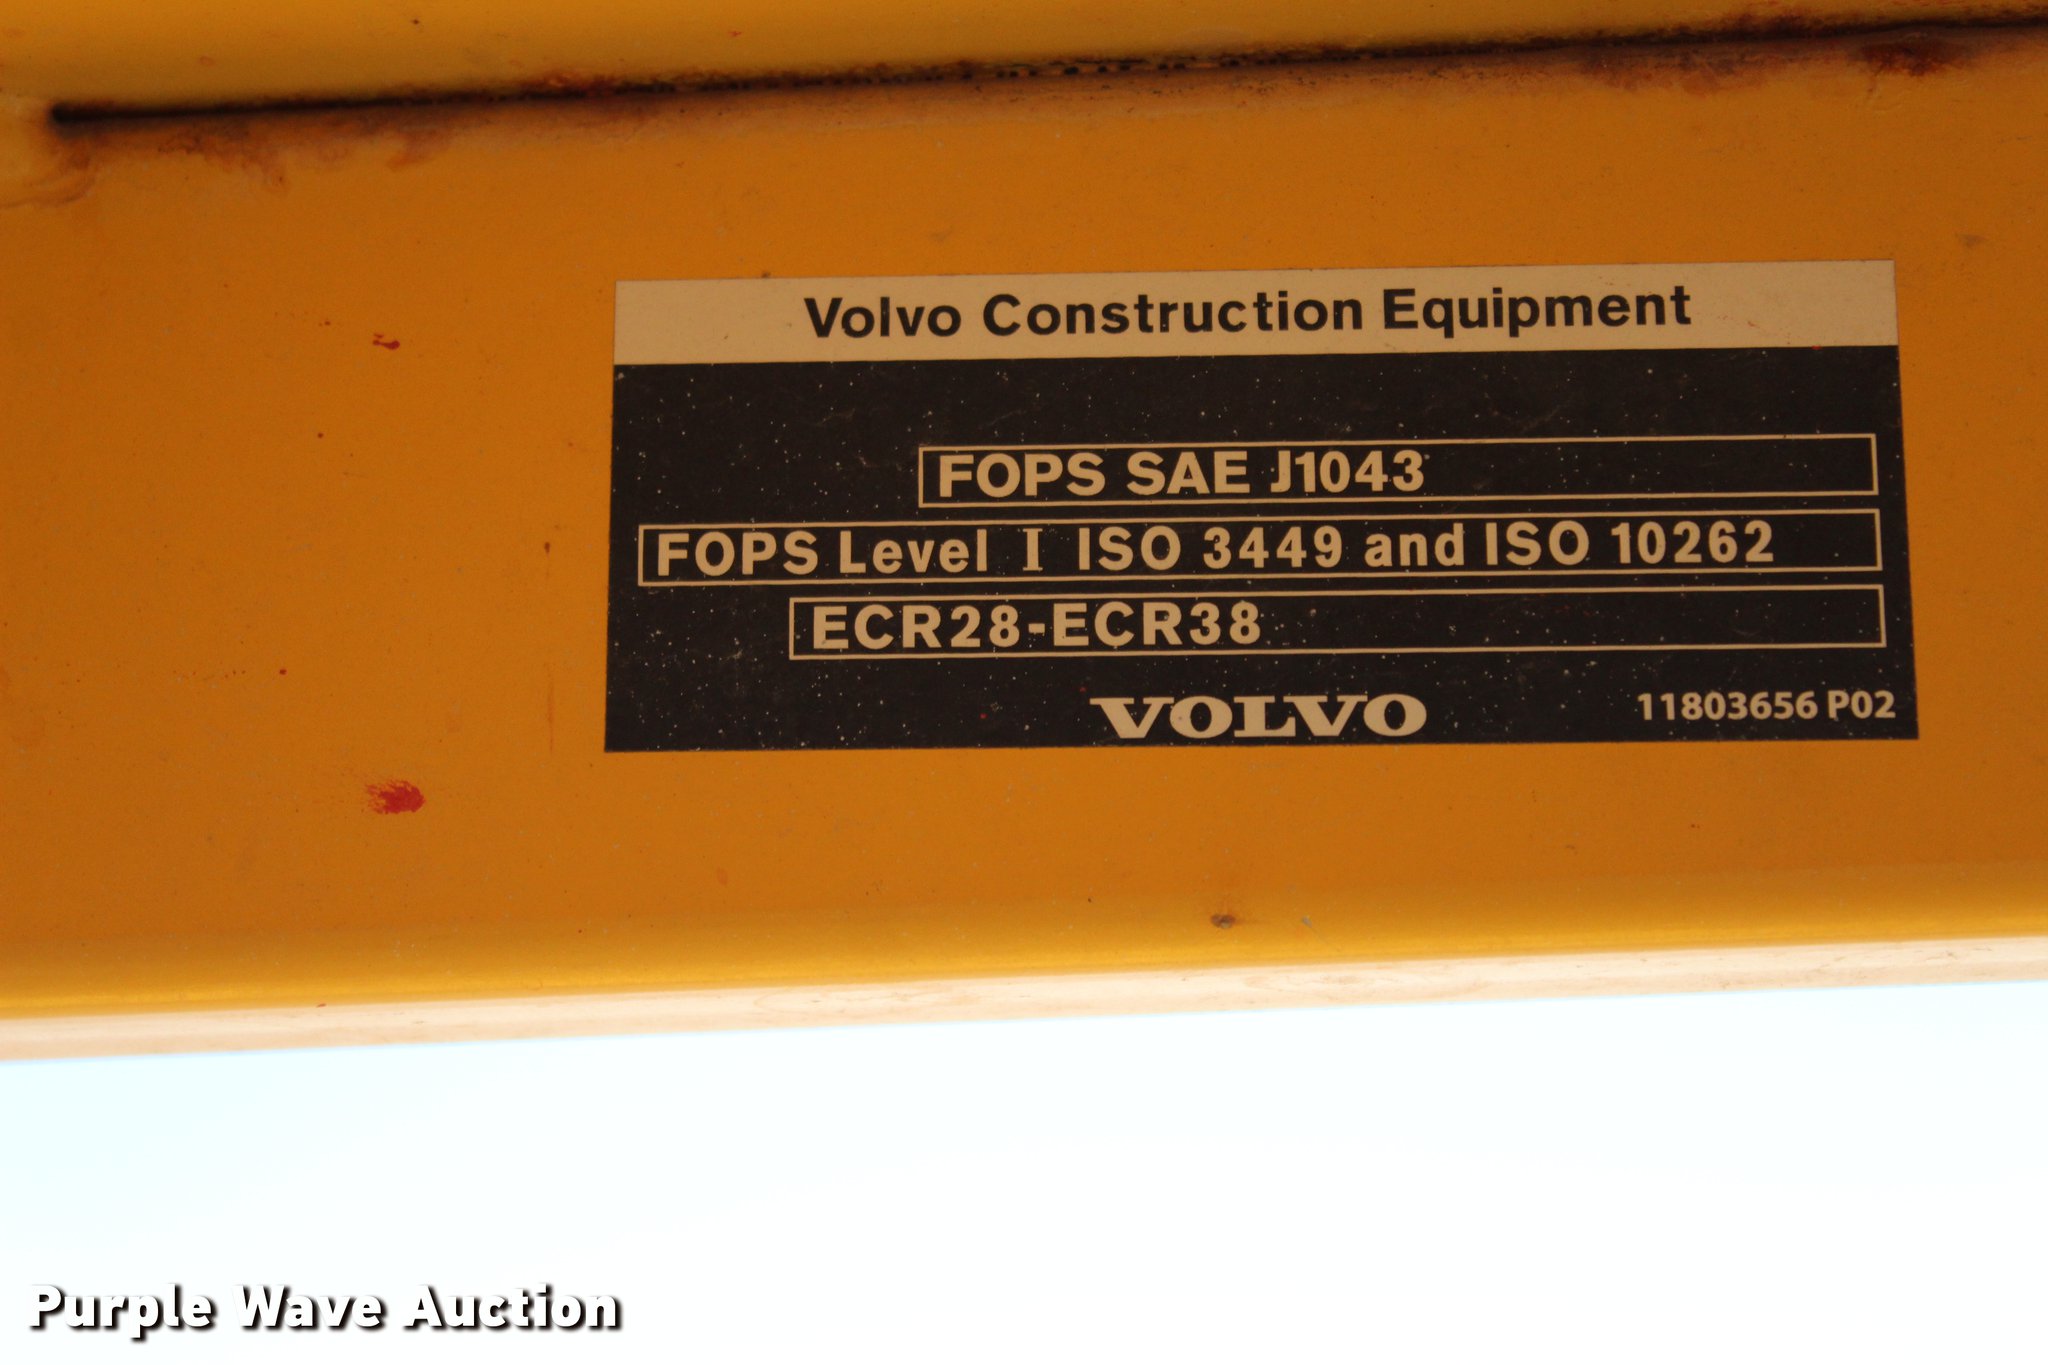 Volvo Construction Equipment
FOPS SAE J1043
FOPS Level I ISO 3449 and ISO 10262
ECR28-ECR38
VOLVO 11803656 P02
Purple Wave Auction